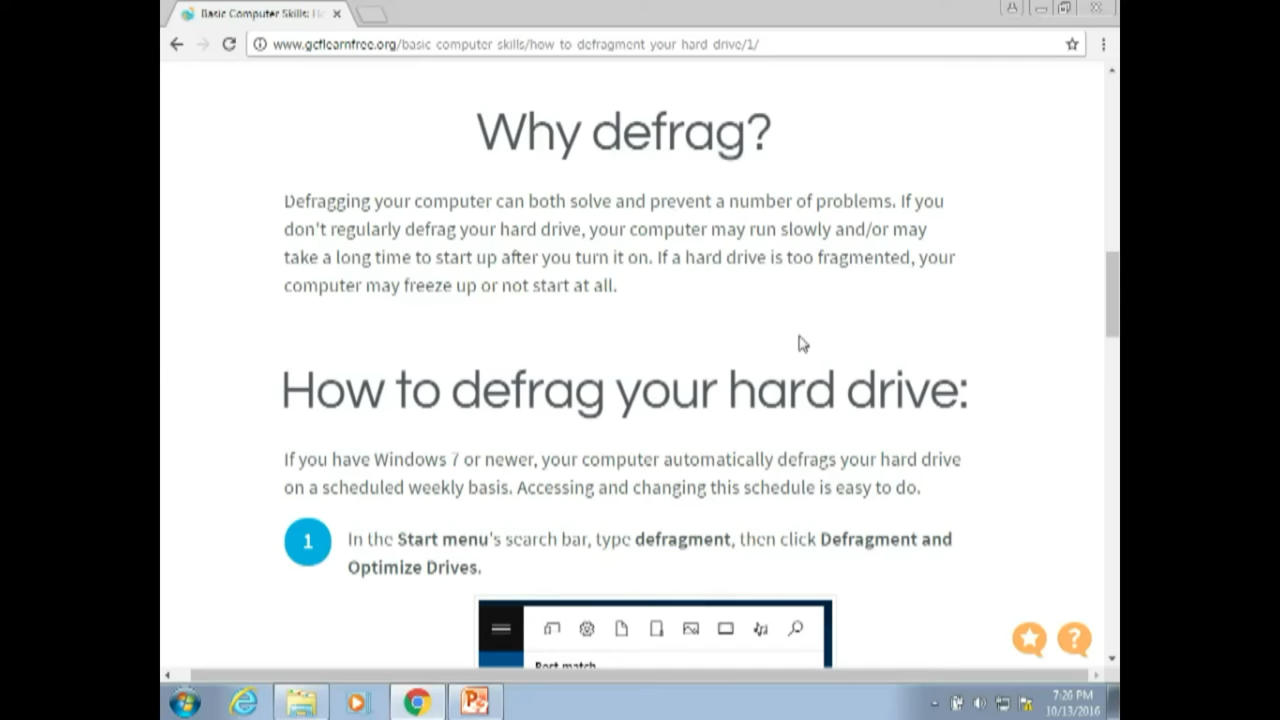 Basic Computer Skills: H
www.gcflearnfree.org/basic computer skills/how to defragment your hard drive/1/
Why defrag?
Defragging your computer can both solve and prevent a number of problems. If you
don't regularly defrag your hard drive, your computer may run slowly and/or may
take a long time to start up after you turn it on. If a hard drive is too fragmented, your
computer may freeze up or not start at all.
How to defrag your hard drive:
If you have Windows 7 or newer, your computer automatically defrags your hard drive
on a scheduled weekly basis. Accessing and changing this schedule is easy to do.
1 In the Start menu's search bar, type defragment, then click Defragment and
Optimize Drives.
Best match
7:26 PM
10/13/2016